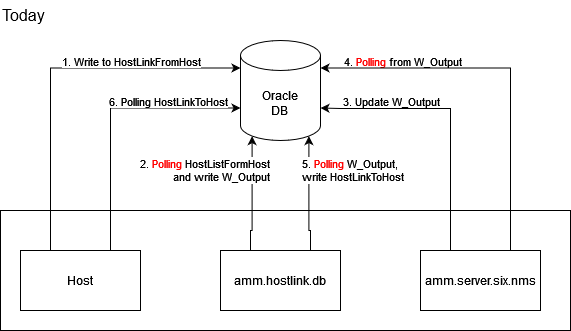 Today
1. Write to HostLinkFromHost
4. Polling from W_Output
Oracle
DB
6. Polling HostLinkToHost
3. Update W_Output
2. Polling HostListFormHost
and write W_Output
5. Polling W_Output,
write HostLinkToHost
Host
amm.hostlink.db
amm.server.six.nms